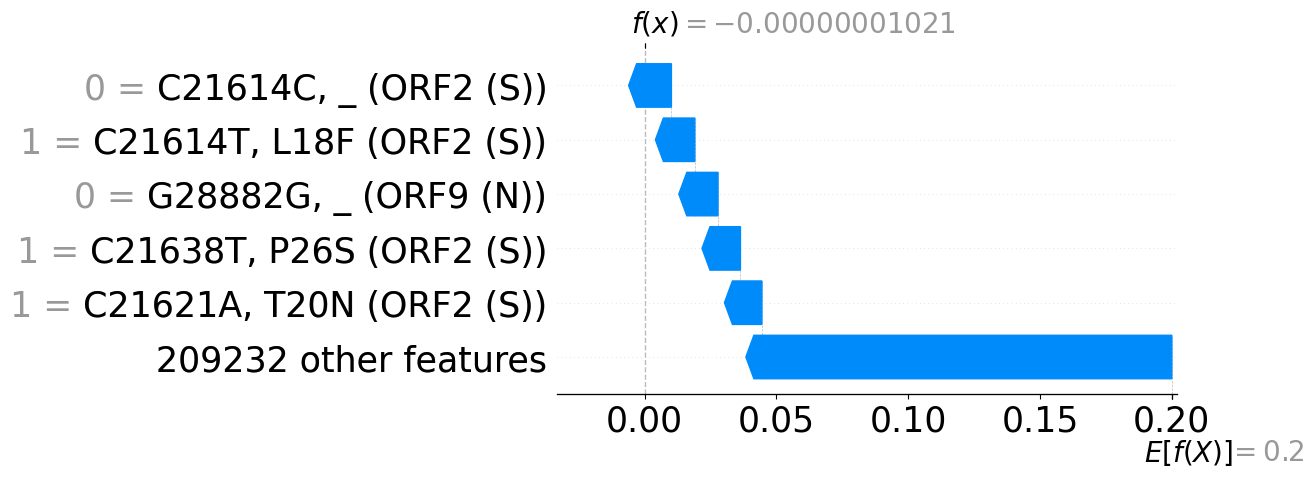 f(x) = −0.00000001021
0 = C21614C, _ (ORF2 (S))
1 = C21614T, L18F (ORF2 (S))
0 = G28882G, _ (ORF9 (N))
1 = C21638T, P26S (ORF2 (S))
1 = C21621A, T20N (ORF2 (S))
209232 other features
0.00 0.05 0.10 0.15 0.20
E[f(X)] = 0.2